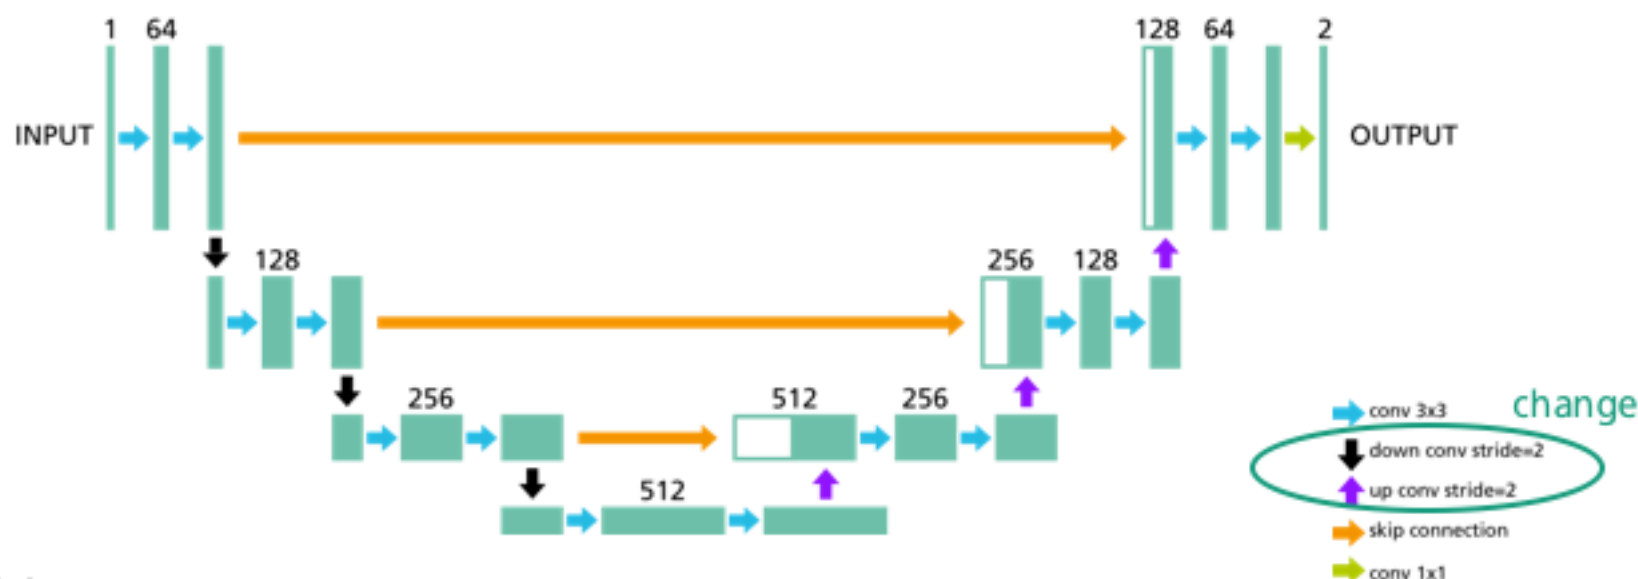 1 64 128 64 2
INPUT OUTPUT
128 256 128
256 512 256
512
change
conv 3x3
down conv stride=2
up conv stride=2
skip connection
conv 1x1